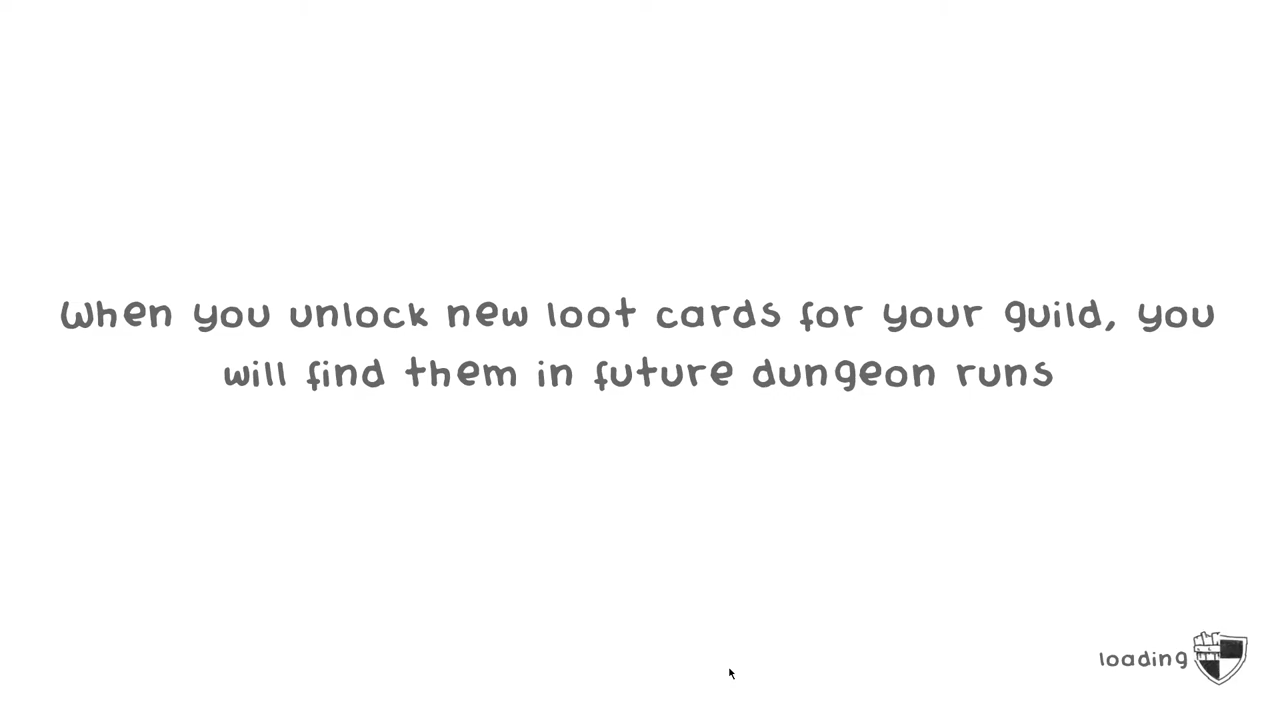 When you unlock new loot cards for your guild, you
will find them in future dungeon runs
loading